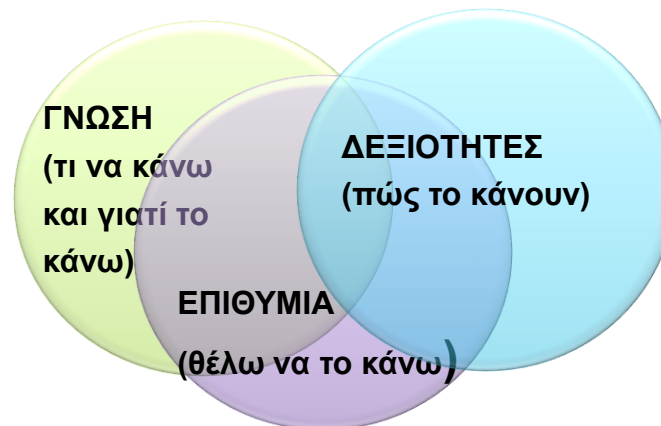 ΓΝΩΣΗ
(τι να κάνω
και γιατί το
κάνω)
ΔΕΞΙΟΤΗΤΕΣ
(πώς το κάνουν)
ΕΠΙΘΥΜΙΑ
(θέλω να το κάνω)